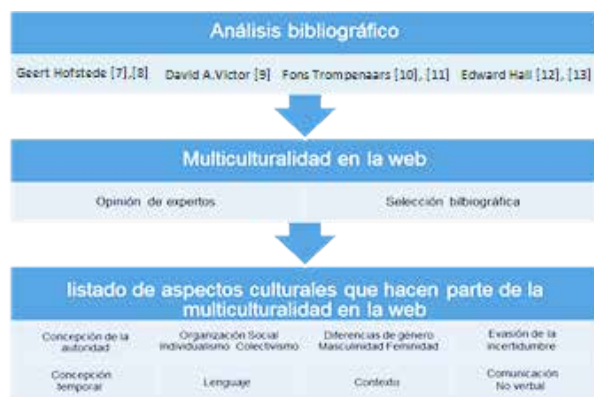 Análisis bibliográfico
Geert Hofstede [7],[8] David A.Victor [9] Fons Trompenaars [10], [11] Edward Hall [12], [13]
Multiculturalidad en la web
Opinión de expertos Selección bilbiográfica
listado de aspectos culturales que hacen parte de la
multiculturalidad en la web
Concepción de la
autoridad
Organización Social
Individualismo Colectivismo
Diferencias de género
Masculinidad Feminidad
Evasión de la
incertidumbre
Concepción
temporal
Lenguaje
Contexto
Comunicación
No verbal